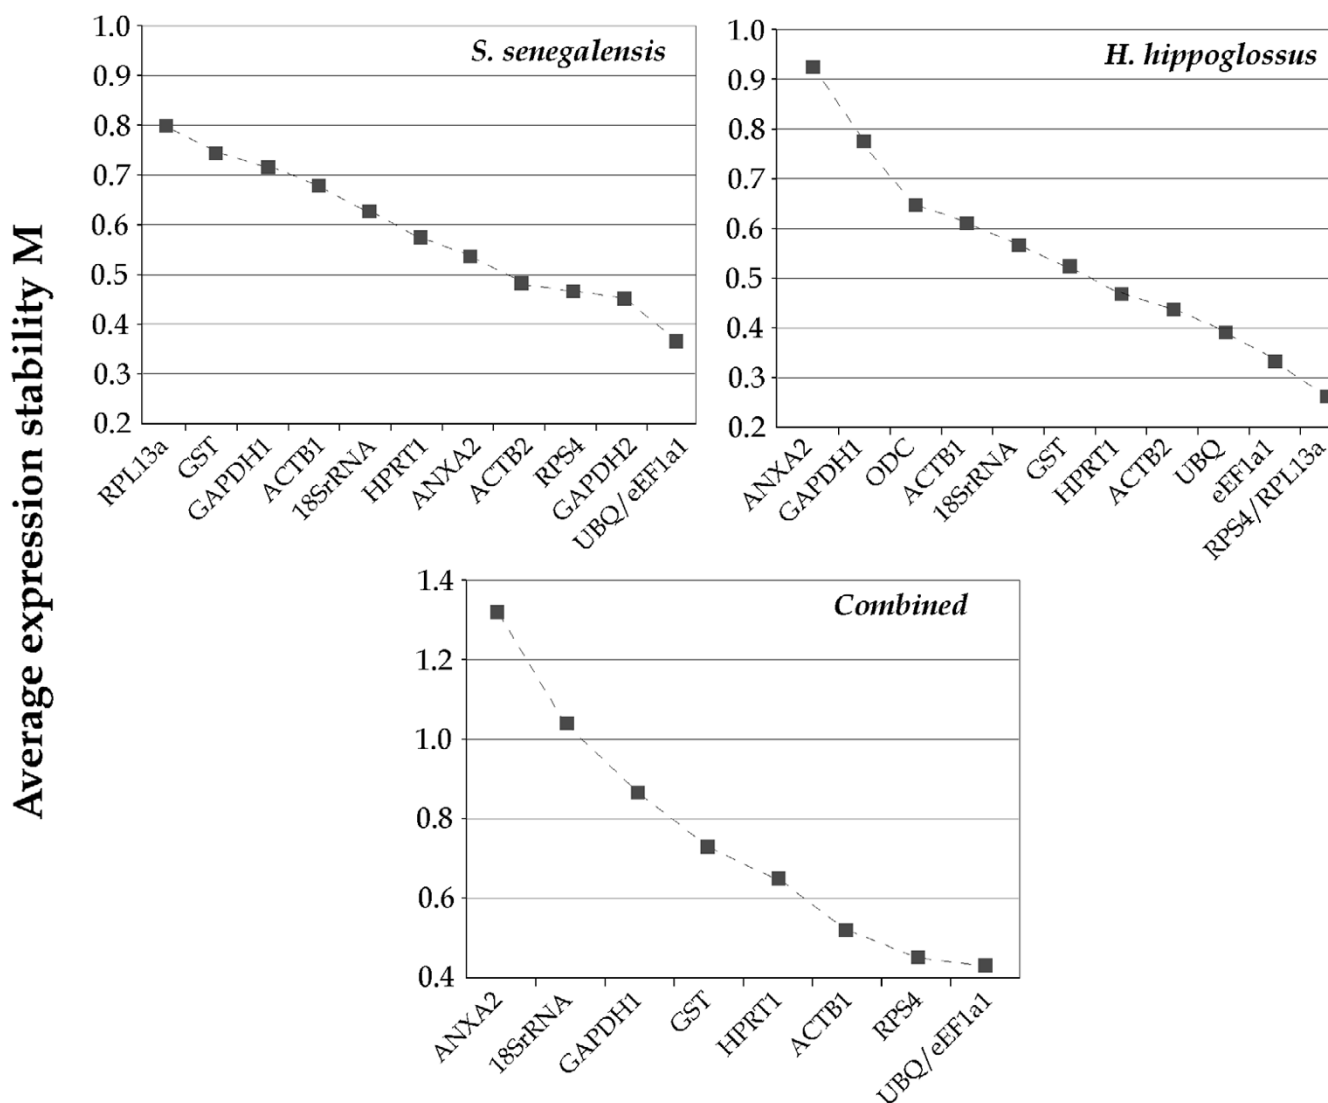 Average expression stability M
S. senegalensis
1.0
0.9
0.8
0.7
0.6
0.5
0.4
0.3
0.2
RPL13a
GST
GAPDH1
ACTB1
18SrRNA
HPRT1
ANXA2
ACTB2
RPS4
GAPDH2
UBQ/eEF1a1
H. hippoglossus
1.0
0.9
0.8
0.7
0.6
0.5
0.4
0.3
0.2
ANXA2
GAPDH1
ODC
ACTB1
18SrRNA
GST
HPRT1
ACTB2
UBQ
eEF1a1
RPS4/RPL13a
Combined
1.4
1.2
1.0
0.8
0.6
0.4
ANXA2
18SrRNA
GAPDH1
GST
HPRT1
ACTB1
RPS4
UBQ/eEF1a1